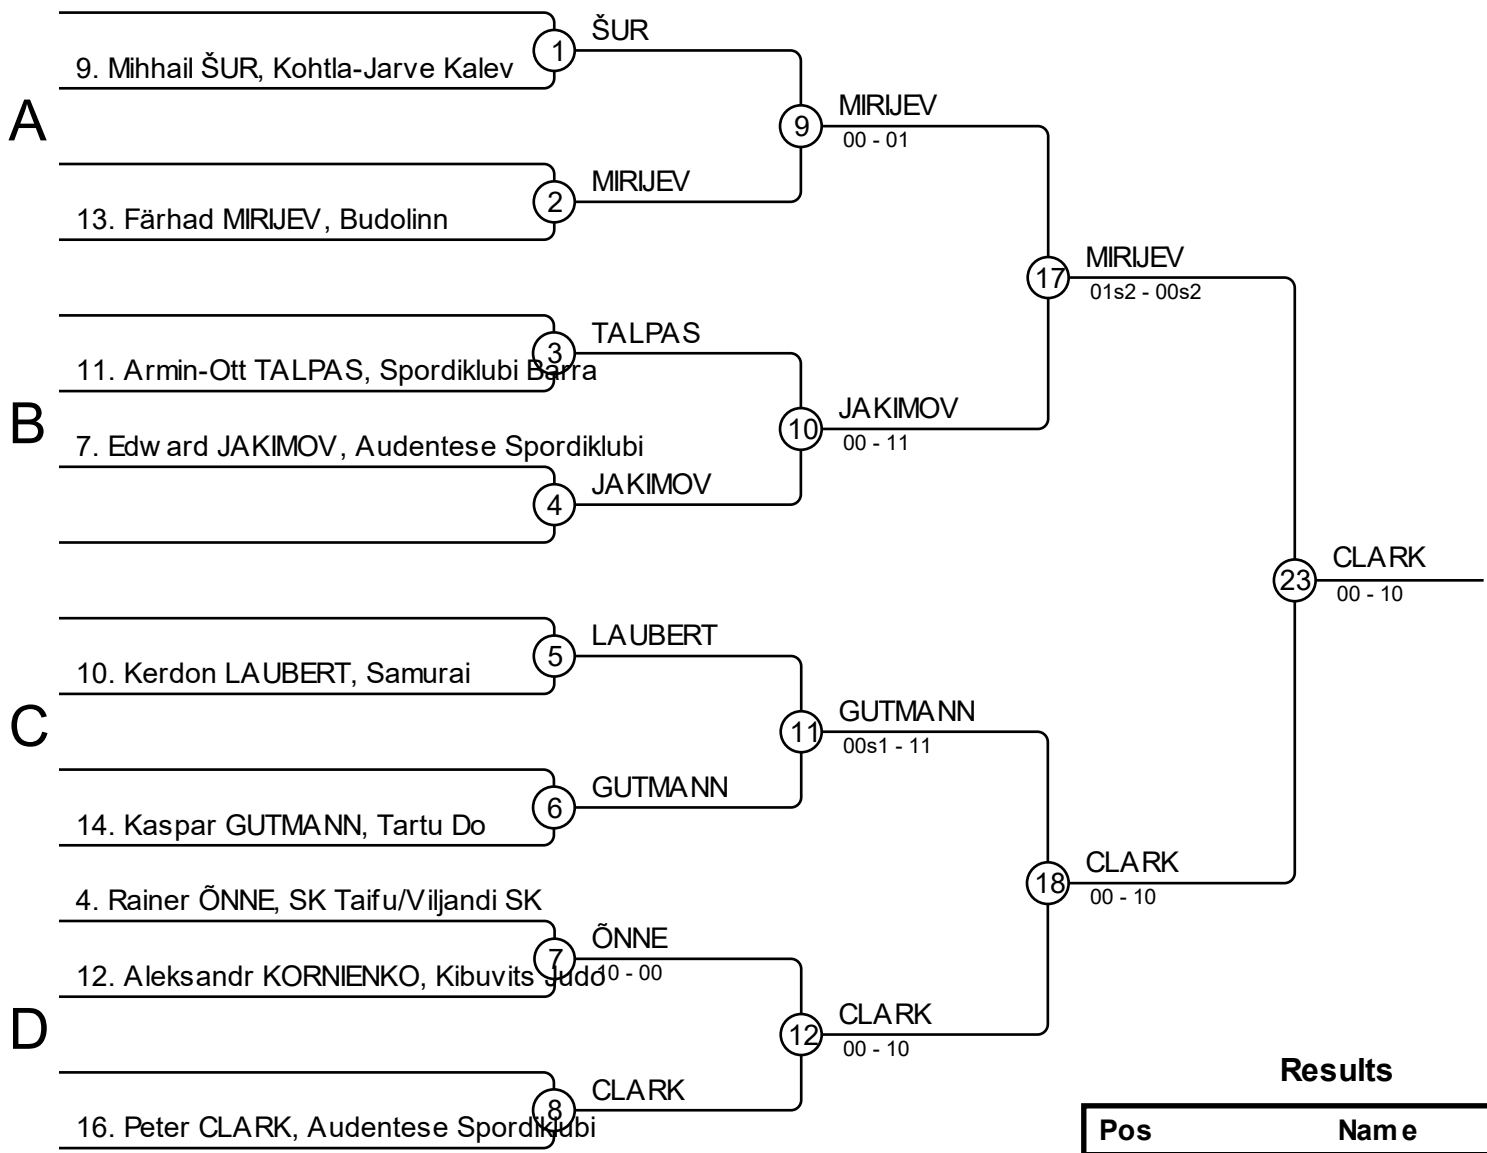 ŠUR
1
9. Mihhail ŠUR, Kohtla-Jarve Kalev
A
MIRIJEV
9
00 - 01
MIRIJEV
2
13. Färhad MIRIJEV, Budolinn
MIRIJEV
17
01s2 - 00s2
TALPAS
3
11. Armin-Ott TALPAS, Spordiklubi Barra
B
JAKIMOV
10
00 - 11
7. Edward JAKIMOV, Audentese Spordiklubi
JAKIMOV
4
CLARK
23
00 - 10
LAUBERT
5
10. Kerdon LAUBERT, Samurai
C
GUTMANN
11
00s1 - 11
GUTMANN
6
14. Kaspar GUTMANN, Tartu Do
CLARK
18
00 - 10
4. Rainer ÕNNE, SK Taifu/Viljandi SK
ÕNNE
7
10 - 00
12. Aleksandr KORNIENKO, Kibuvits Judo
D
CLARK
12
00 - 10
Results
CLARK
8
16. Peter CLARK, Audentese Spordiklubi
Pos Name